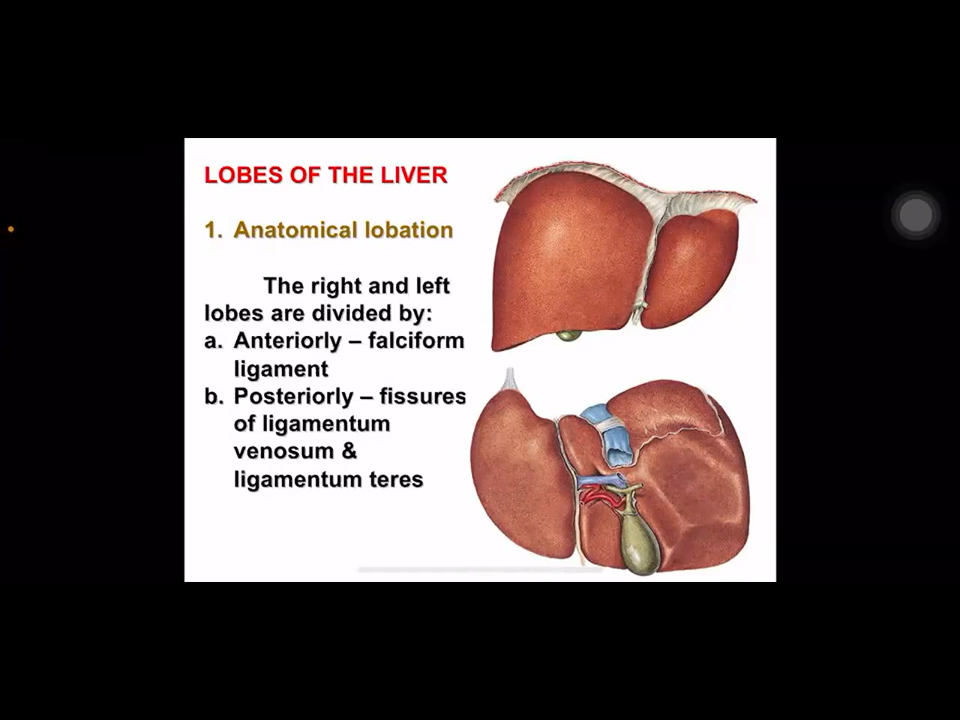 LOBES OF THE LIVER
1. Anatomical lobation
The right and left
lobes are divided by:
a. Anteriorly – falciform
ligament
b. Posteriorly – fissures
of ligamentum
venosum &
ligamentum teres